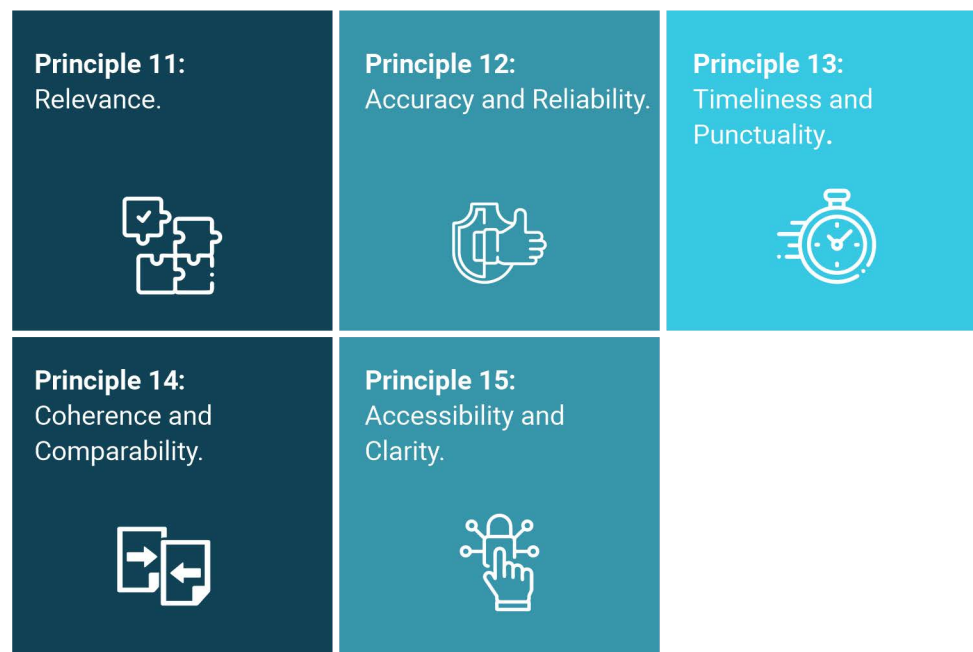 Principle 11:
Relevance.
Principle 12:
Accuracy and Reliability.
Principle 13:
Timeliness and
Punctuality.
Principle 14:
Coherence and
Comparability.
Principle 15:
Accessibility and
Clarity.